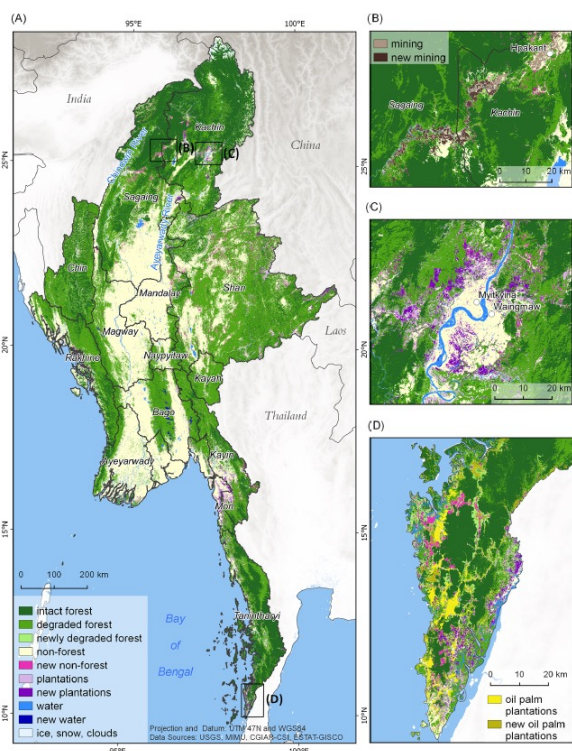 (A)
95°E
100°E
India
Kachin
China
(B)
(C)
25°N
Sagaing
Ayeyarwady River
Chin
Shan
Mandalay
Magway
Laos
20°N
Rakhine
Naypyitaw
Kayah
Bago
Thailand
Ayeyarwady
Kayin
Mon
15°N
0 100 200 km
intact forest
degraded forest
newly degraded forest
non-forest
new non-forest
plantations
new plantations
water
new water
ice, snow, clouds
Bay
of
Bengal
Tanintharyi
(D)
10°N
Projection and Datum: UTM 47N and WGS84
Data Sources: USGS, MIMU, CGIAR-CSI, ESTAT-GISCO
95°E
100°E
(B)
mining
new mining
Hpakant
Sagaing
Kachin
0 10 20 km
(C)
Myitkyina
Waingmaw
0 10 20 km
(D)
oil palm
plantations
new oil palm
plantations
0 10 20 km